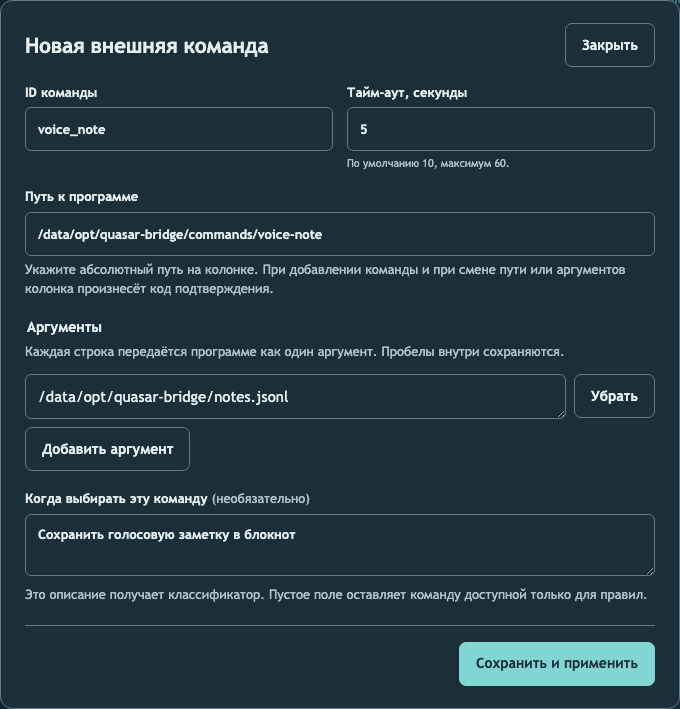 Новая внешняя команда
Закрыть
ID команды
Тайм-аут, секунды
voice_note
5
По умолчанию 10, максимум 60.
Путь к программе
/data/opt/quasar-bridge/commands/voice-note
Укажите абсолютный путь на колонке. При добавлении команды и при смене пути или аргументов
колонка произнесёт код подтверждения.
Аргументы
Каждая строка передаётся программе как один аргумент. Пробелы внутри сохраняются.
/data/opt/quasar-bridge/notes.jsonl
Убрать
Добавить аргумент
Когда выбирать эту команду (необязательно)
Сохранить голосовую заметку в блокнот
Это описание получает классификатор. Пустое поле оставляет команду доступной только для правил.
Сохранить и применить